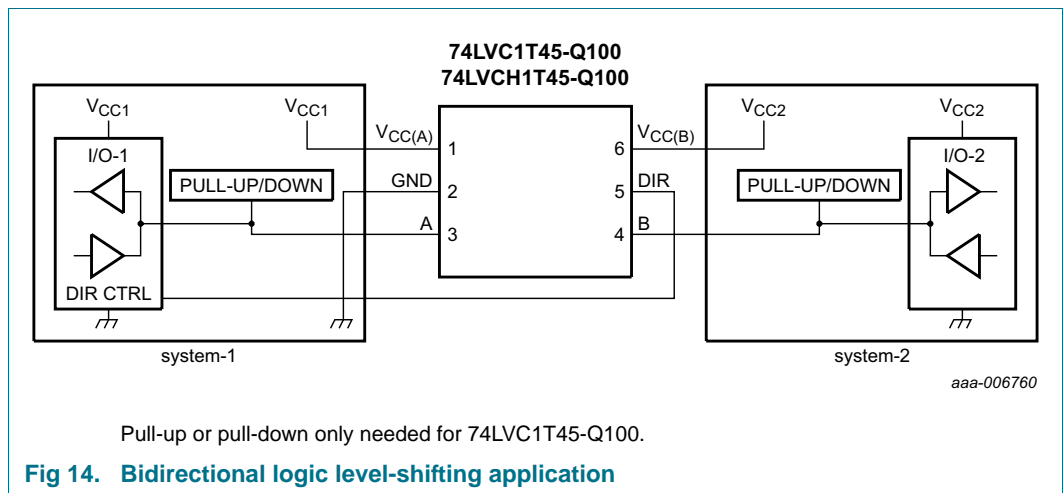 74LVC1T45-Q100
74LVCH1T45-Q100
VCC1
VCC1
VCC(A)
1
6
VCC(B)
VCC2
VCC2
I/O-1
PULL-UP/DOWN
GND
2
5
DIR
PULL-UP/DOWN
I/O-2
A
3
4
B
DIR CTRL
system-1
system-2
aaa-006760
Pull-up or pull-down only needed for 74LVC1T45-Q100.
Fig 14. Bidirectional logic level-shifting application